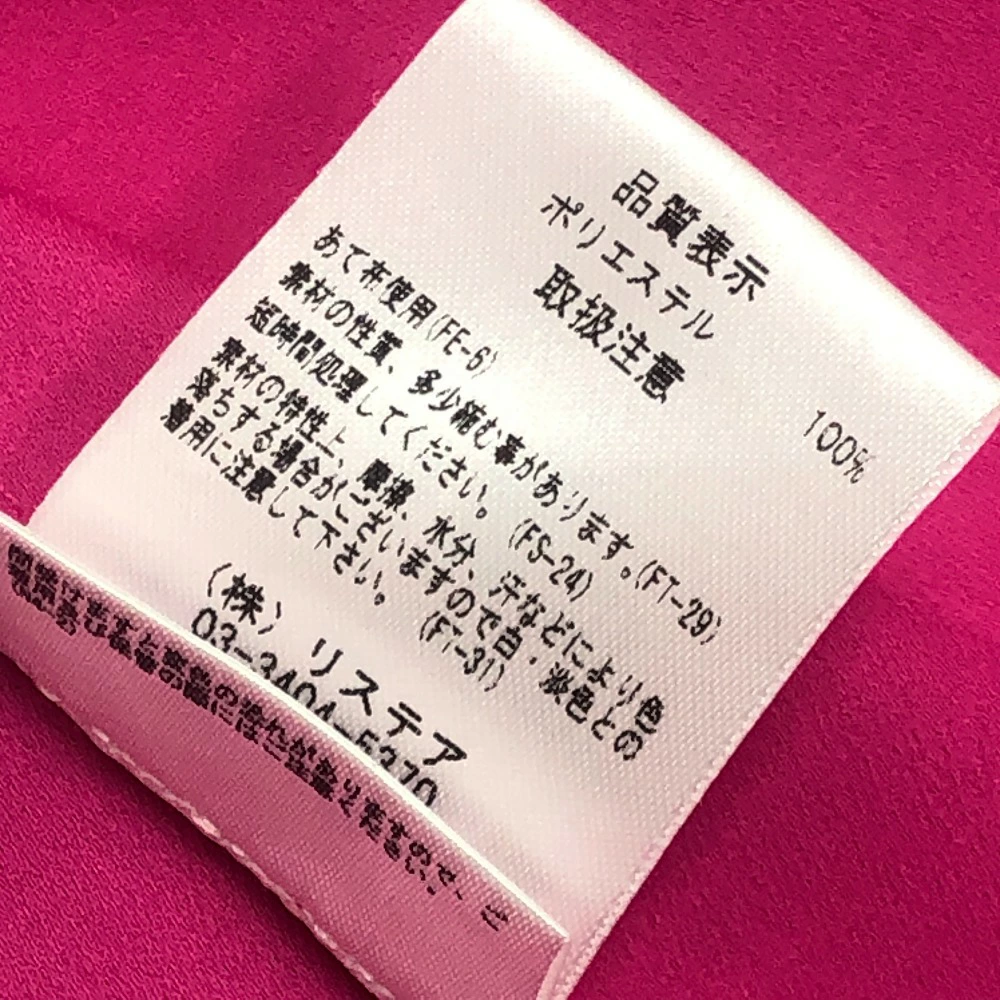 品質表示
ポリエステル 100%
取扱注意
あて布使用(FE-6)
素材の性質、多少縮む事があります。(FT-29)
短時間処理してください。(FS-24)
素材の特性上、摩擦、水分、汗などにより色
落ちする場合がございますので白・淡色との
着用に注意して下さい。 (FT-31)
(株) リステア
03-3404-5370